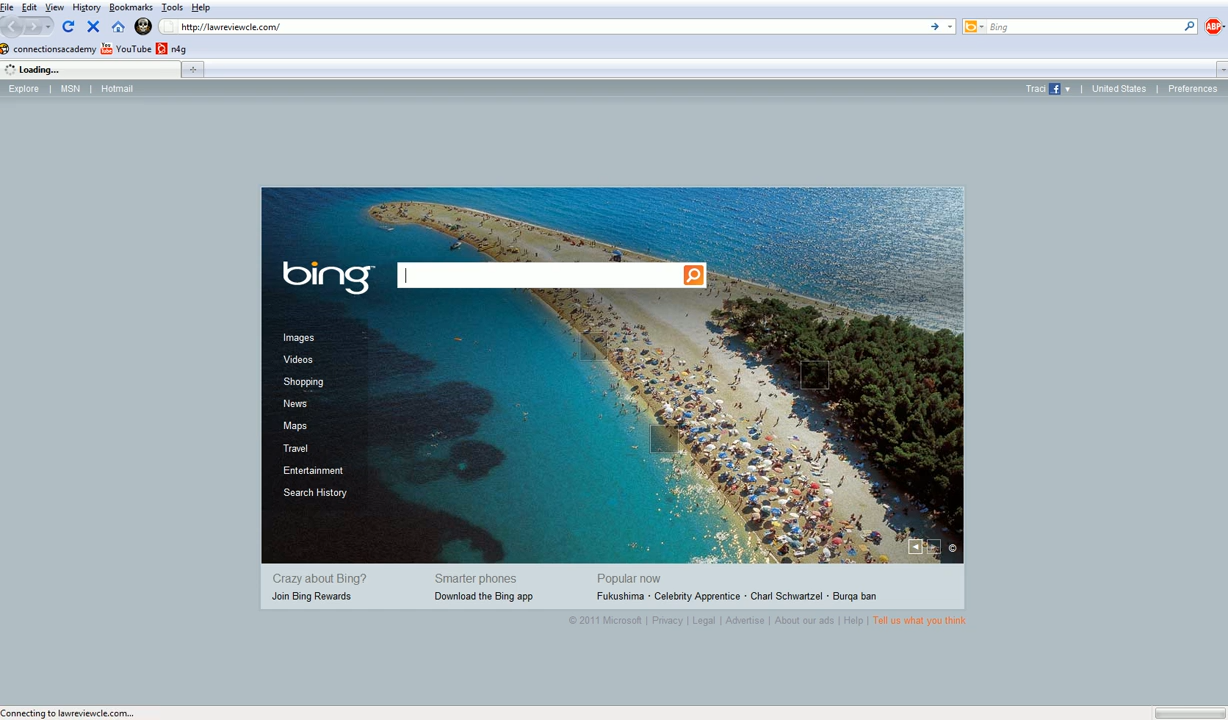 File Edit View History Bookmarks Tools Help
http://lawreviewcle.com/
Bing
ABP
connectionsacademy YouTube n4g
Loading...
Explore | MSN | Hotmail
Traci f ▼ | United States | Preferences
bing™
Images
Videos
Shopping
News
Maps
Travel
Entertainment
Search History
©
Crazy about Bing? Smarter phones Popular now
Join Bing Rewards Download the Bing app Fukushima · Celebrity Apprentice · Charl Schwartzel · Burqa ban
© 2011 Microsoft | Privacy | Legal | Advertise | About our ads | Help | Tell us what you think
Connecting to lawreviewcle.com...